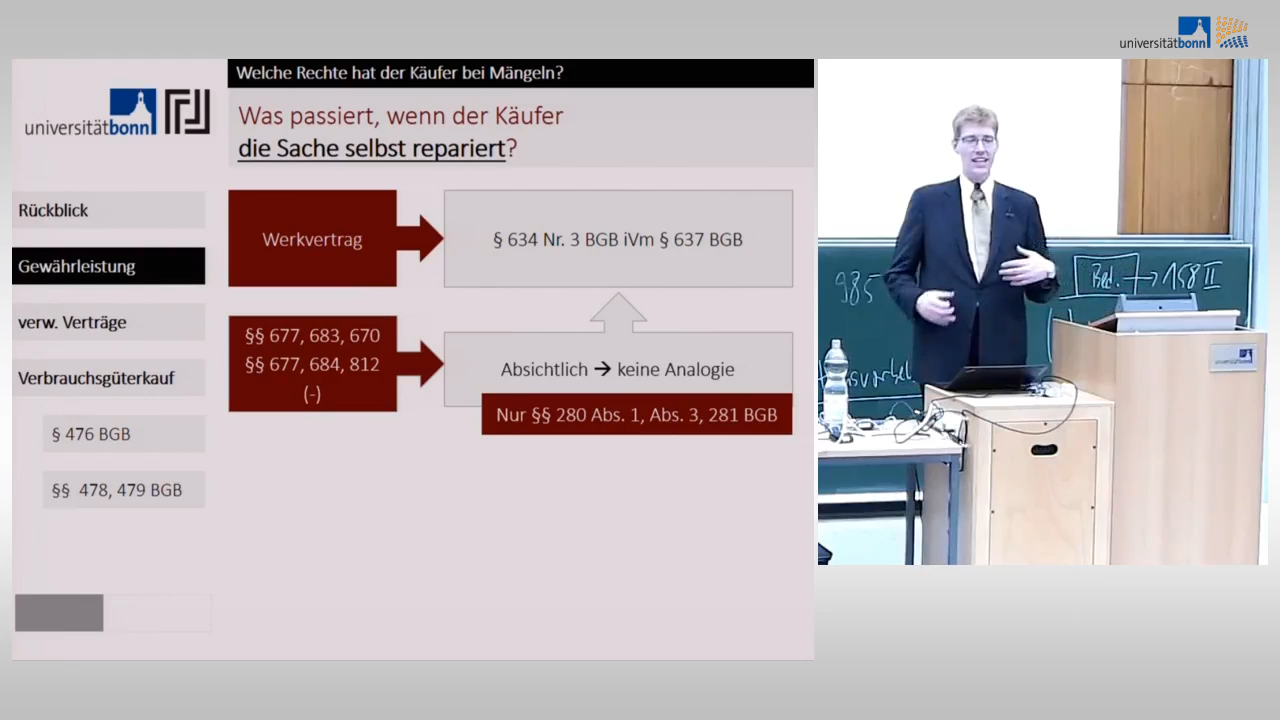 universitätbonn
Welche Rechte hat der Käufer bei Mängeln?
universitätbonn
Was passiert, wenn der Käufer
die Sache selbst repariert?
Rückblick
Gewährleistung
verw. Verträge
Verbrauchsgüterkauf
§ 476 BGB
§§ 478, 479 BGB
Werkvertrag
§ 634 Nr. 3 BGB iVm § 637 BGB
§§ 677, 683, 670
§§ 677, 684, 812
(-)
Absichtlich → keine Analogie
Nur §§ 280 Abs. 1, Abs. 3, 281 BGB
985
Bed. → 158 II
universitätbonn